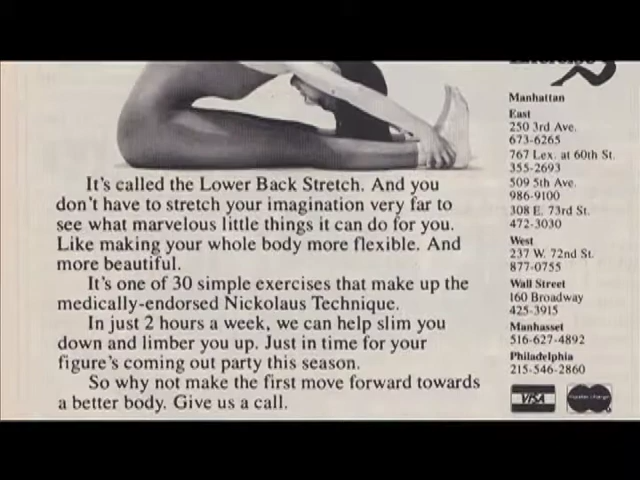 Exercise
It's called the Lower Back Stretch. And you
don't have to stretch your imagination very far to
see what marvelous little things it can do for you.
Like making your whole body more flexible. And
more beautiful.
It's one of 30 simple exercises that make up the
medically-endorsed Nickolaus Technique.
In just 2 hours a week, we can help slim you
down and limber you up. Just in time for your
figure's coming out party this season.
So why not make the first move forward towards
a better body. Give us a call.
Manhattan
East
250 3rd Ave.
673-6265
767 Lex. at 60th St.
355-2693
509 5th Ave.
986-9100
308 E. 73rd St.
472-3030
West
237 W. 72nd St.
877-0755
Wall Street
160 Broadway
425-3915
Manhasset
516-627-4892
Philadelphia
215-546-2860
VISA
master charge